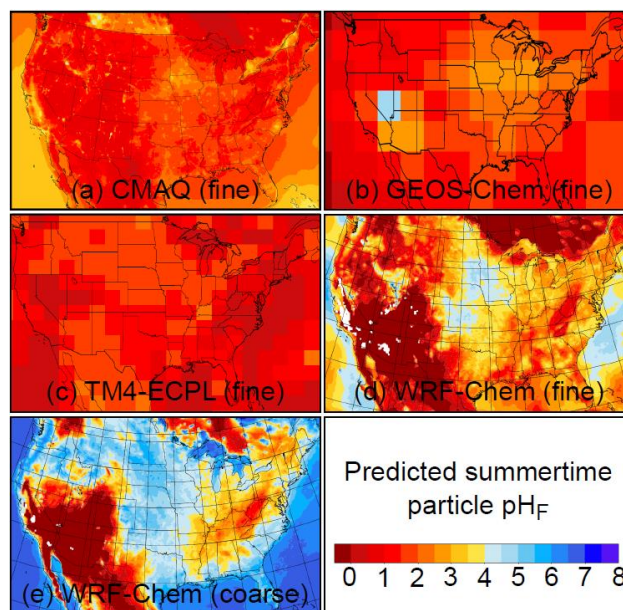 (a) CMAQ (fine)
(b) GEOS-Chem (fine)
(c) TM4-ECPL (fine)
(d) WRF-Chem (fine)
(e) WRF-Chem (coarse)
Predicted summertime
particle pHF
0 1 2 3 4 5 6 7 8